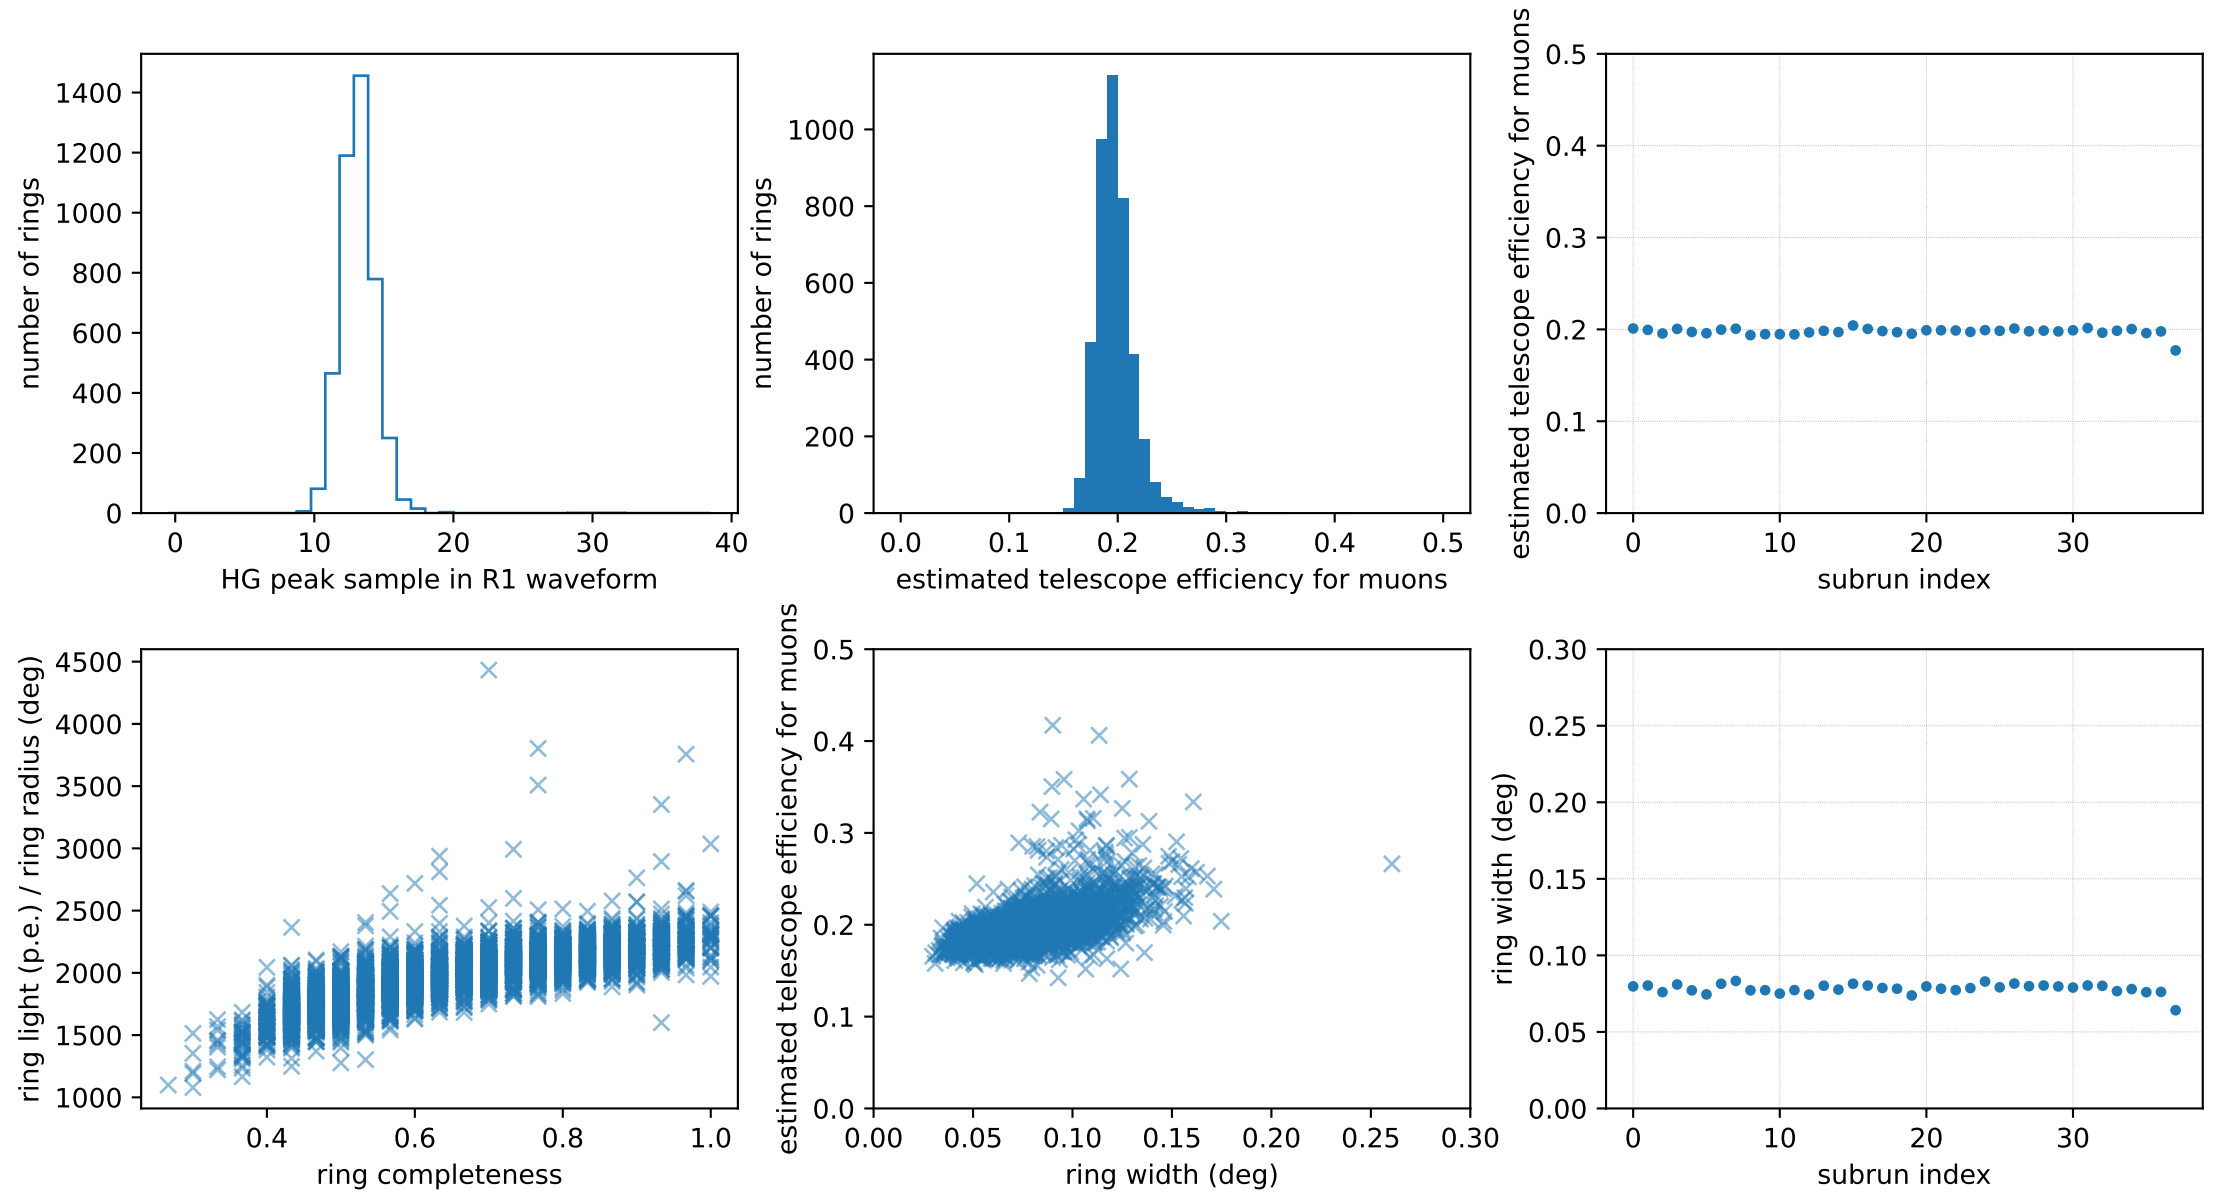 1400
1200
1000
800
600
400
200
0
number of rings
0 10 20 30 40
HG peak sample in R1 waveform
1000
800
600
400
200
0
number of rings
0.0 0.1 0.2 0.3 0.4 0.5
estimated telescope efficiency for muons
0.5
0.4
0.3
0.2
0.1
0.0
estimated telescope efficiency for muons
0 10 20 30
subrun index
4500
4000
3500
3000
2500
2000
1500
1000
ring light (p.e.) / ring radius (deg)
0.4 0.6 0.8 1.0
ring completeness
0.5
0.4
0.3
0.2
0.1
0.0
estimated telescope efficiency for muons
0.00 0.05 0.10 0.15 0.20 0.25 0.30
ring width (deg)
0.30
0.25
0.20
0.15
0.10
0.05
0.00
ring width (deg)
0 10 20 30
subrun index